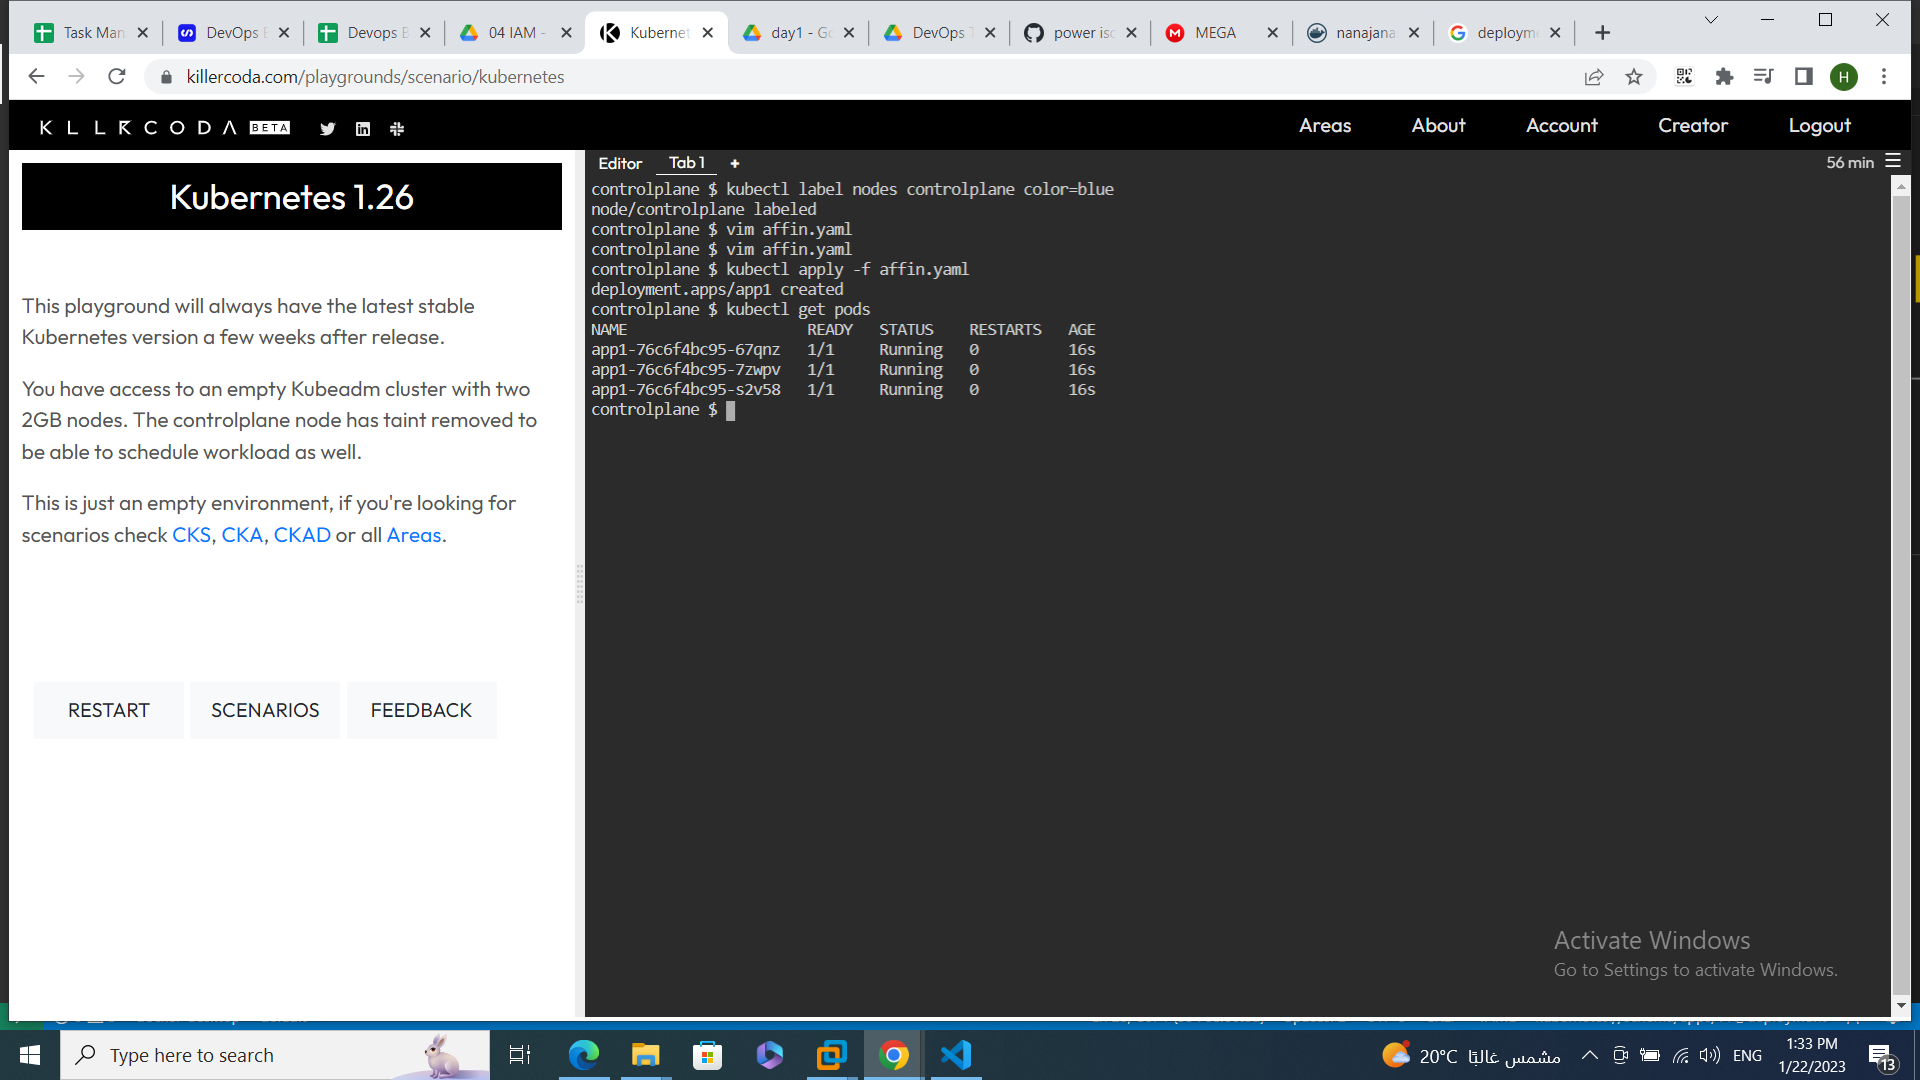 Task Man
DevOps
Devops B
04 IAM -
Kubernet
day1 - Go
DevOps T
power iso
MEGA
nanajana
deploym
killercoda.com/playgrounds/scenario/kubernetes
H
KLLRCODA BETA
Areas
About
Account
Creator
Logout
Kubernetes 1.26
This playground will always have the latest stable
Kubernetes version a few weeks after release.
You have access to an empty Kubeadm cluster with two
2GB nodes. The controlplane node has taint removed to
be able to schedule workload as well.
This is just an empty environment, if you're looking for
scenarios check CKS, CKA, CKAD or all Areas.
RESTART
SCENARIOS
FEEDBACK
Editor
Tab 1
+
56 min
controlplane $ kubectl label nodes controlplane color=blue
node/controlplane labeled
controlplane $ vim affin.yaml
controlplane $ vim affin.yaml
controlplane $ kubectl apply -f affin.yaml
deployment.apps/app1 created
controlplane $ kubectl get pods
NAME READY STATUS RESTARTS AGE
app1-76c6f4bc95-67qnz 1/1 Running 0 16s
app1-76c6f4bc95-7zwpv 1/1 Running 0 16s
app1-76c6f4bc95-s2v58 1/1 Running 0 16s
controlplane $
Activate Windows
Go to Settings to activate Windows.
Type here to search
20°C مشمس غالبًا
ENG
1:33 PM
1/22/2023
13